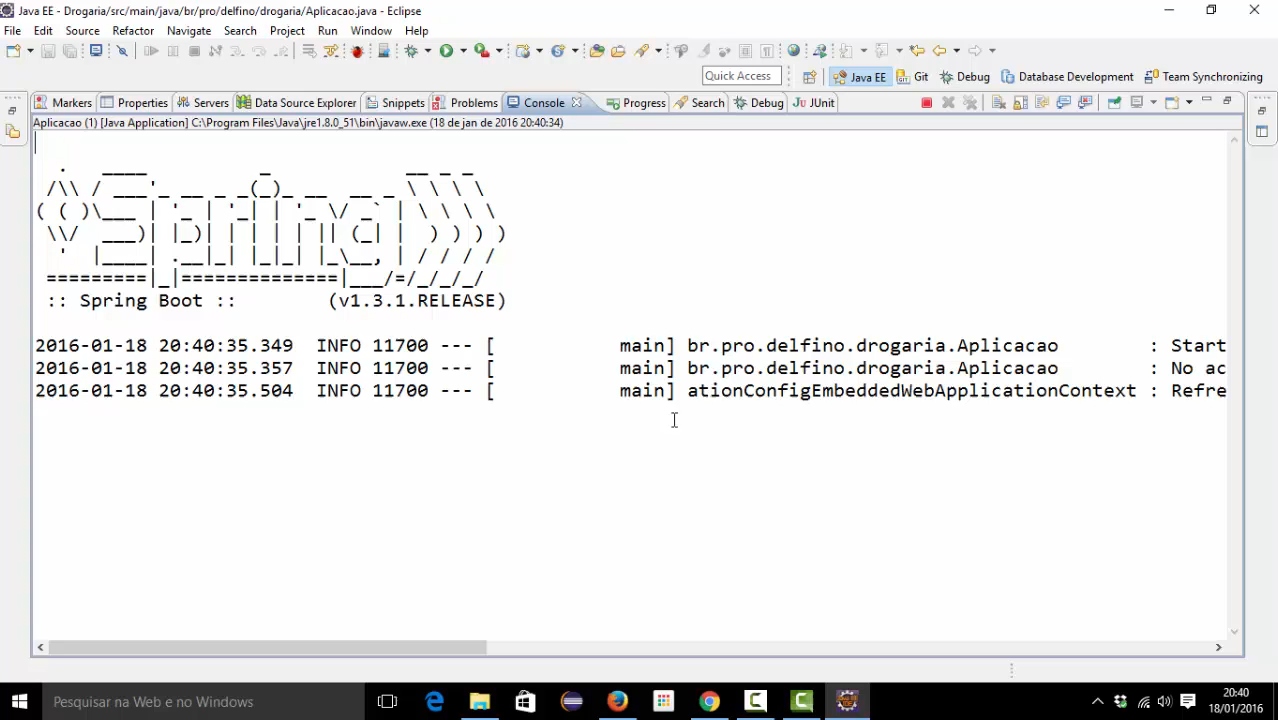 Java EE - Drogaria/src/main/java/br/pro/delfino/drogaria/Aplicacao.java - Eclipse
File Edit Source Refactor Navigate Search Project Run Window Help
Quick Access Java EE Git Debug Database Development Team Synchronizing
Markers Properties Servers Data Source Explorer Snippets Problems Console Progress Search Debug JUnit
Aplicacao (1) [Java Application] C:\Program Files\Java\jre1.8.0_51\bin\javaw.exe (18 de jan de 2016 20:40:34)
Spring
:: Spring Boot :: (v1.3.1.RELEASE)
2016-01-18 20:40:35.349 INFO 11700 --- [ main] br.pro.delfino.drogaria.Aplicacao : Start
2016-01-18 20:40:35.357 INFO 11700 --- [ main] br.pro.delfino.drogaria.Aplicacao : No ac
2016-01-18 20:40:35.504 INFO 11700 --- [ main] ationConfigEmbeddedWebApplicationContext : Refre
Pesquisar na Web e no Windows
20:40
18/01/2016